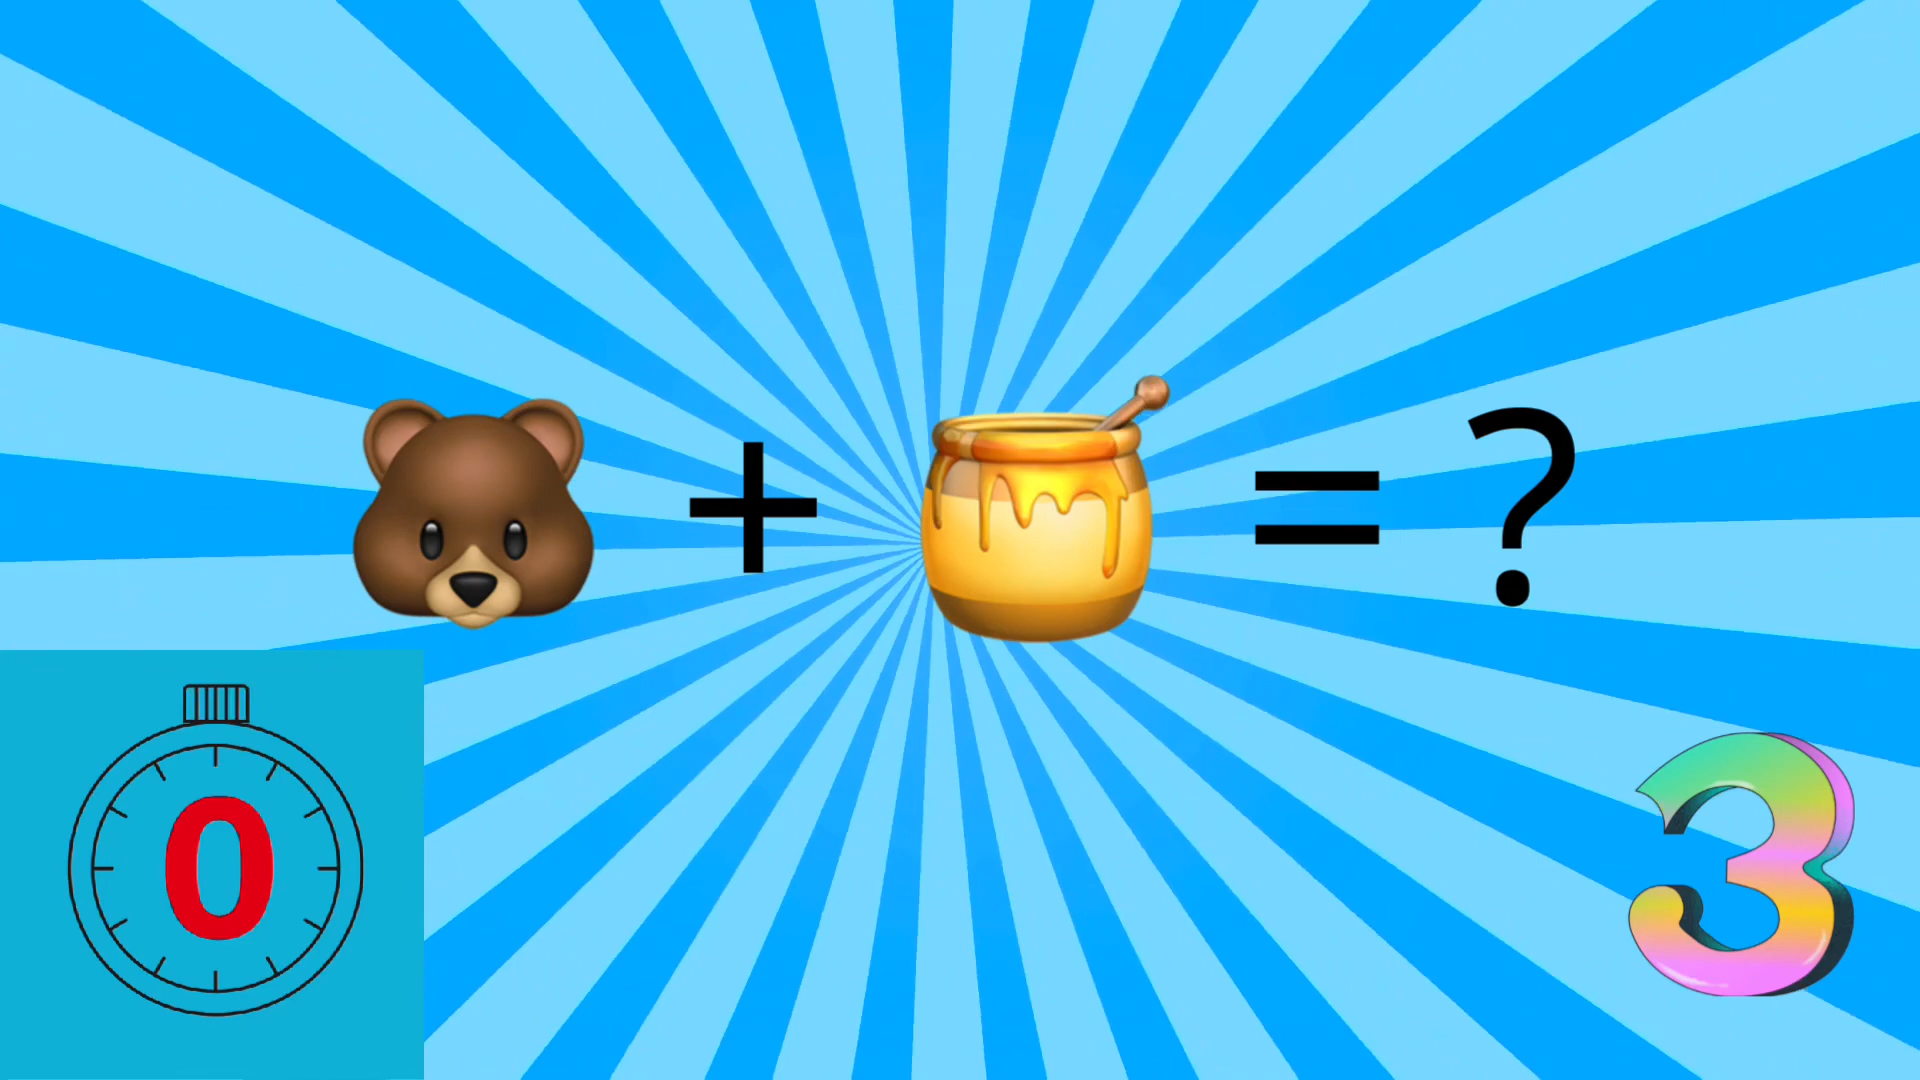 + = ?
0
3